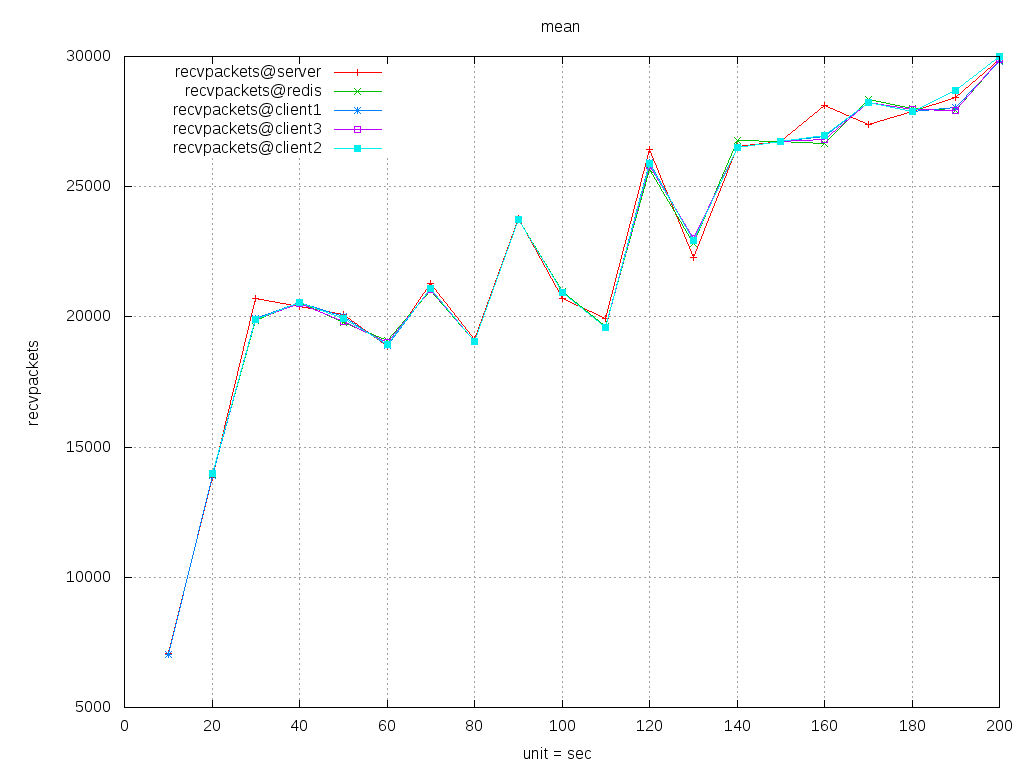 mean
30000
25000
20000
15000
10000
5000
recvpackets
recvpackets@server
recvpackets@redis
recvpackets@client1
recvpackets@client3
recvpackets@client2
0 20 40 60 80 100 120 140 160 180 200
unit = sec